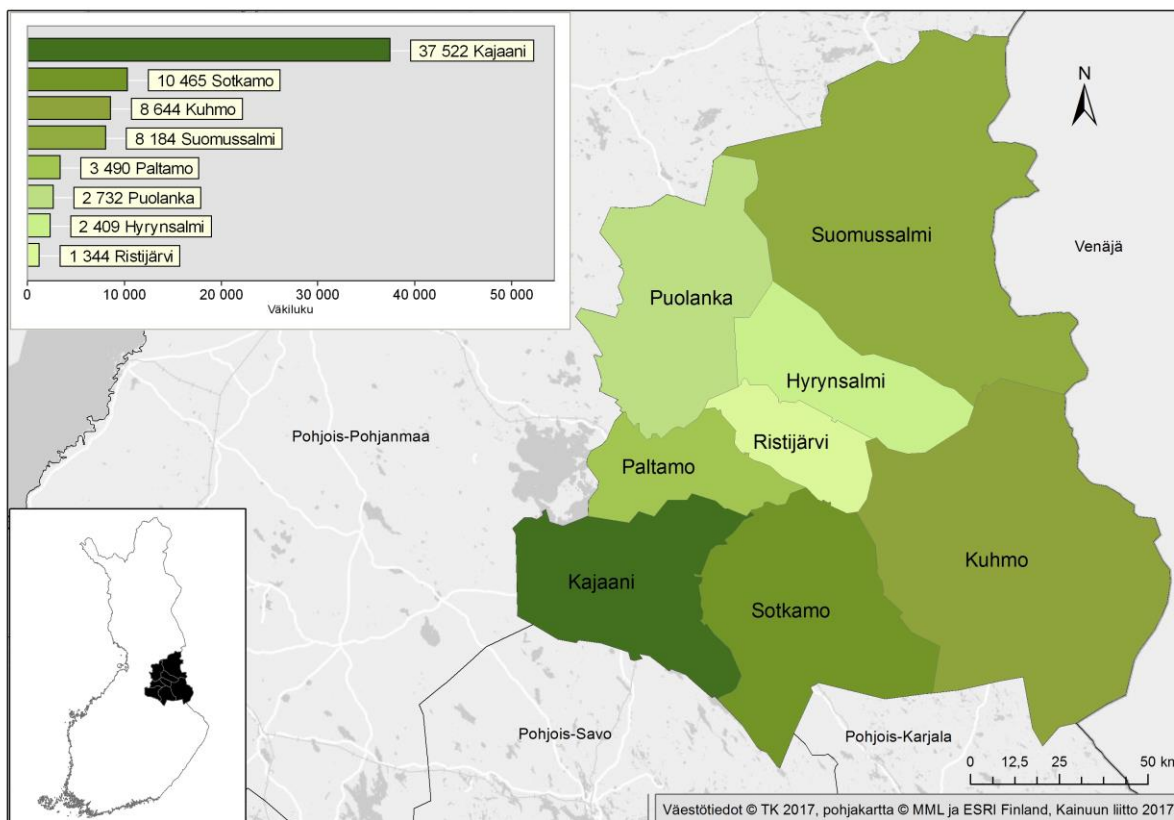 37 522 Kajaani
10 465 Sotkamo
8 644 Kuhmo
8 184 Suomussalmi
3 490 Paltamo
2 732 Puolanka
2 409 Hyrynsalmi
1 344 Ristijärvi
0 10 000 20 000 30 000 40 000 50 000
Väkiluku
N
Suomussalmi
Venäjä
Puolanka
Hyrynsalmi
Pohjois-Pohjanmaa
Ristijärvi
Paltamo
Kuhmo
Kajaani
Sotkamo
Pohjois-Savo
Pohjois-Karjala
0 12,5 25 50 km
Väestötiedot © TK 2017, pohjakartta © MML ja ESRI Finland, Kainuun liitto 2017